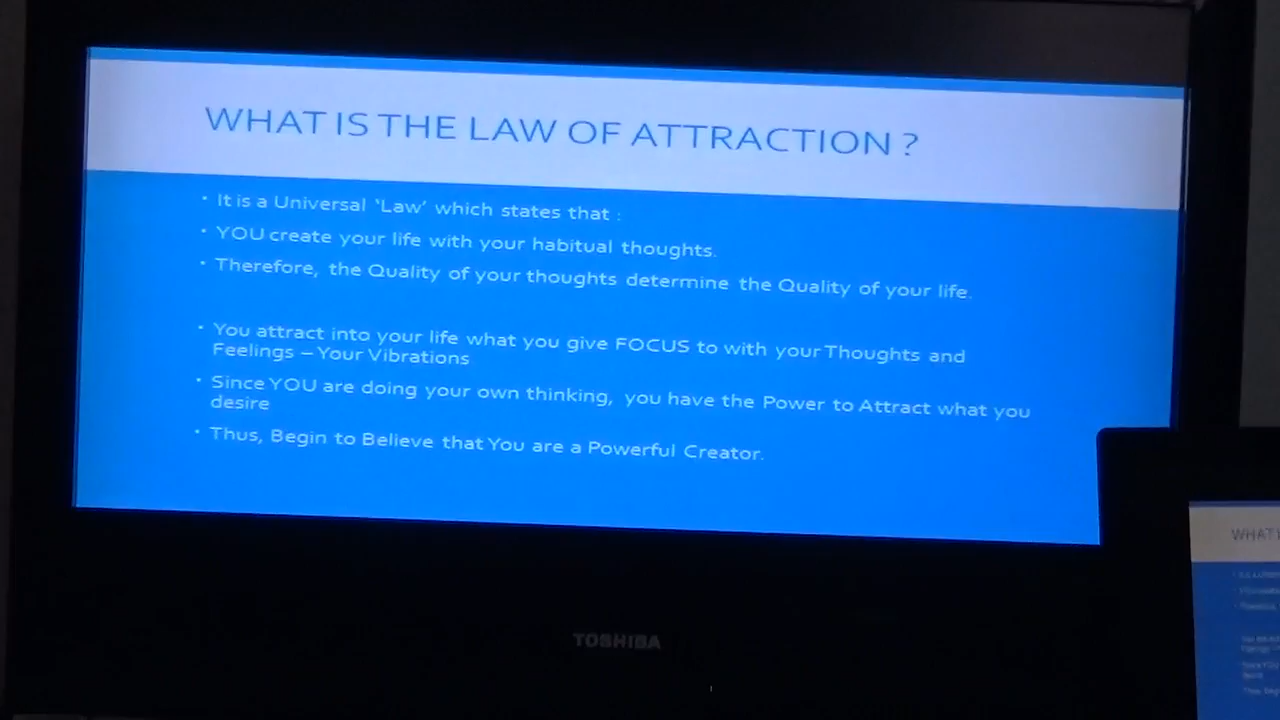 WHAT IS THE LAW OF ATTRACTION ?
• It is a Universal ‘Law’ which states that :
• YOU create your life with your habitual thoughts.
• Therefore, the Quality of your thoughts determine the Quality of your life.
• You attract into your life what you give FOCUS to with your Thoughts and
Feelings – Your Vibrations
• Since YOU are doing your own thinking, you have the Power to Attract what you
desire
• Thus, Begin to Believe that You are a Powerful Creator.
TOSHIBA